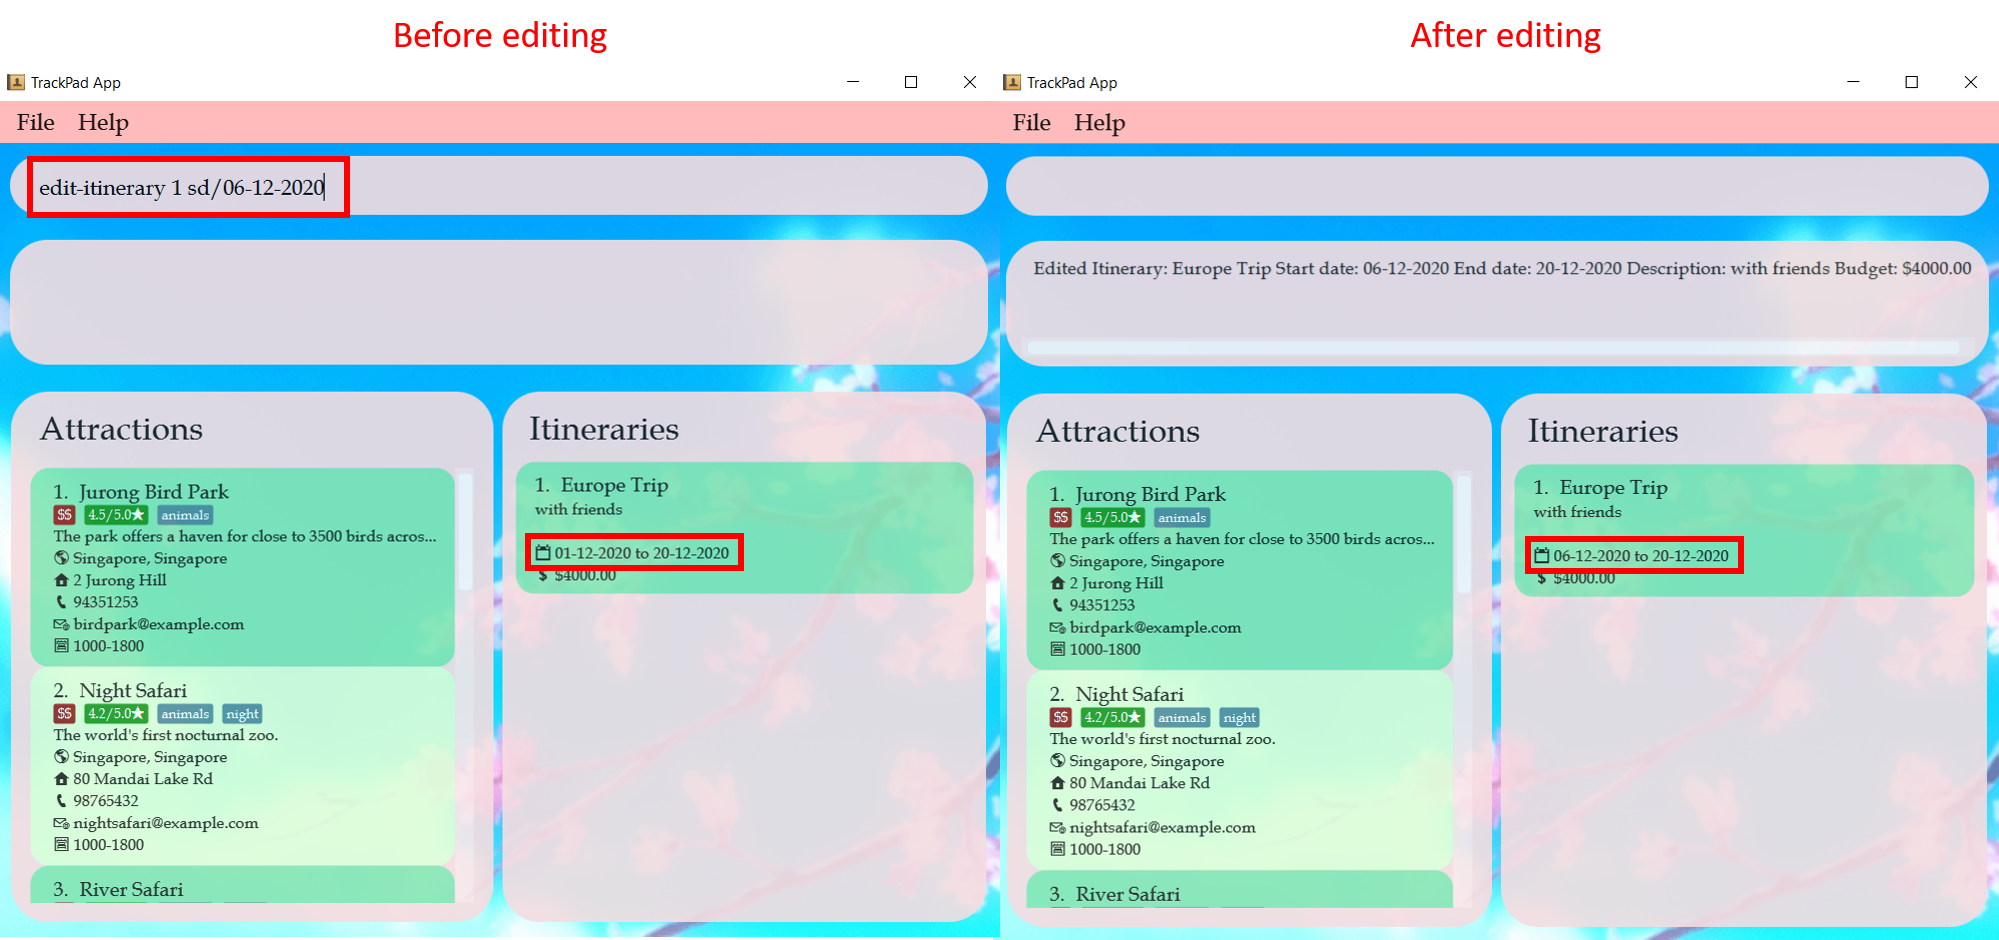 Before editing
TrackPad App
File Help
edit-itinerary 1 sd/06-12-2020
Attractions
1. Jurong Bird Park
$$ 4.5/5.0★ animals
The park offers a haven for close to 3500 birds acros...
Singapore, Singapore
2 Jurong Hill
94351253
birdpark@example.com
1000-1800
2. Night Safari
$$ 4.2/5.0★ animals night
The world's first nocturnal zoo.
Singapore, Singapore
80 Mandai Lake Rd
98765432
nightsafari@example.com
1000-1800
3. River Safari
Itineraries
1. Europe Trip
with friends
01-12-2020 to 20-12-2020
$ $4000.00
After editing
TrackPad App
File Help
Edited Itinerary: Europe Trip Start date: 06-12-2020 End date: 20-12-2020 Description: with friends Budget: $4000.00
Attractions
1. Jurong Bird Park
$$ 4.5/5.0★ animals
The park offers a haven for close to 3500 birds acros...
Singapore, Singapore
2 Jurong Hill
94351253
birdpark@example.com
1000-1800
2. Night Safari
$$ 4.2/5.0★ animals night
The world's first nocturnal zoo.
Singapore, Singapore
80 Mandai Lake Rd
98765432
nightsafari@example.com
1000-1800
3. River Safari
Itineraries
1. Europe Trip
with friends
06-12-2020 to 20-12-2020
$ $4000.00